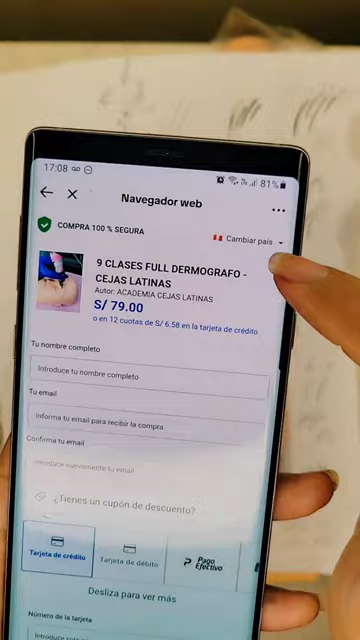 17:08
81%
Navegador web
COMPRA 100 % SEGURA
Cambiar país
9 CLASES FULL DERMOGRAFO -
CEJAS LATINAS
Autor: ACADEMIA CEJAS LATINAS
S/ 79.00
o en 12 cuotas de S/ 6.58 en la tarjeta de crédito
Tu nombre completo
Introduce tu nombre completo
Tu email
Informa tu email para recibir la compra
Confirma tu email
Introduce nuevamente tu email
¿Tienes un cupón de descuento?
Tarjeta de crédito
Tarjeta de débito
Pago
Efectivo
Desliza para ver más
Número de la tarjeta
Introduce